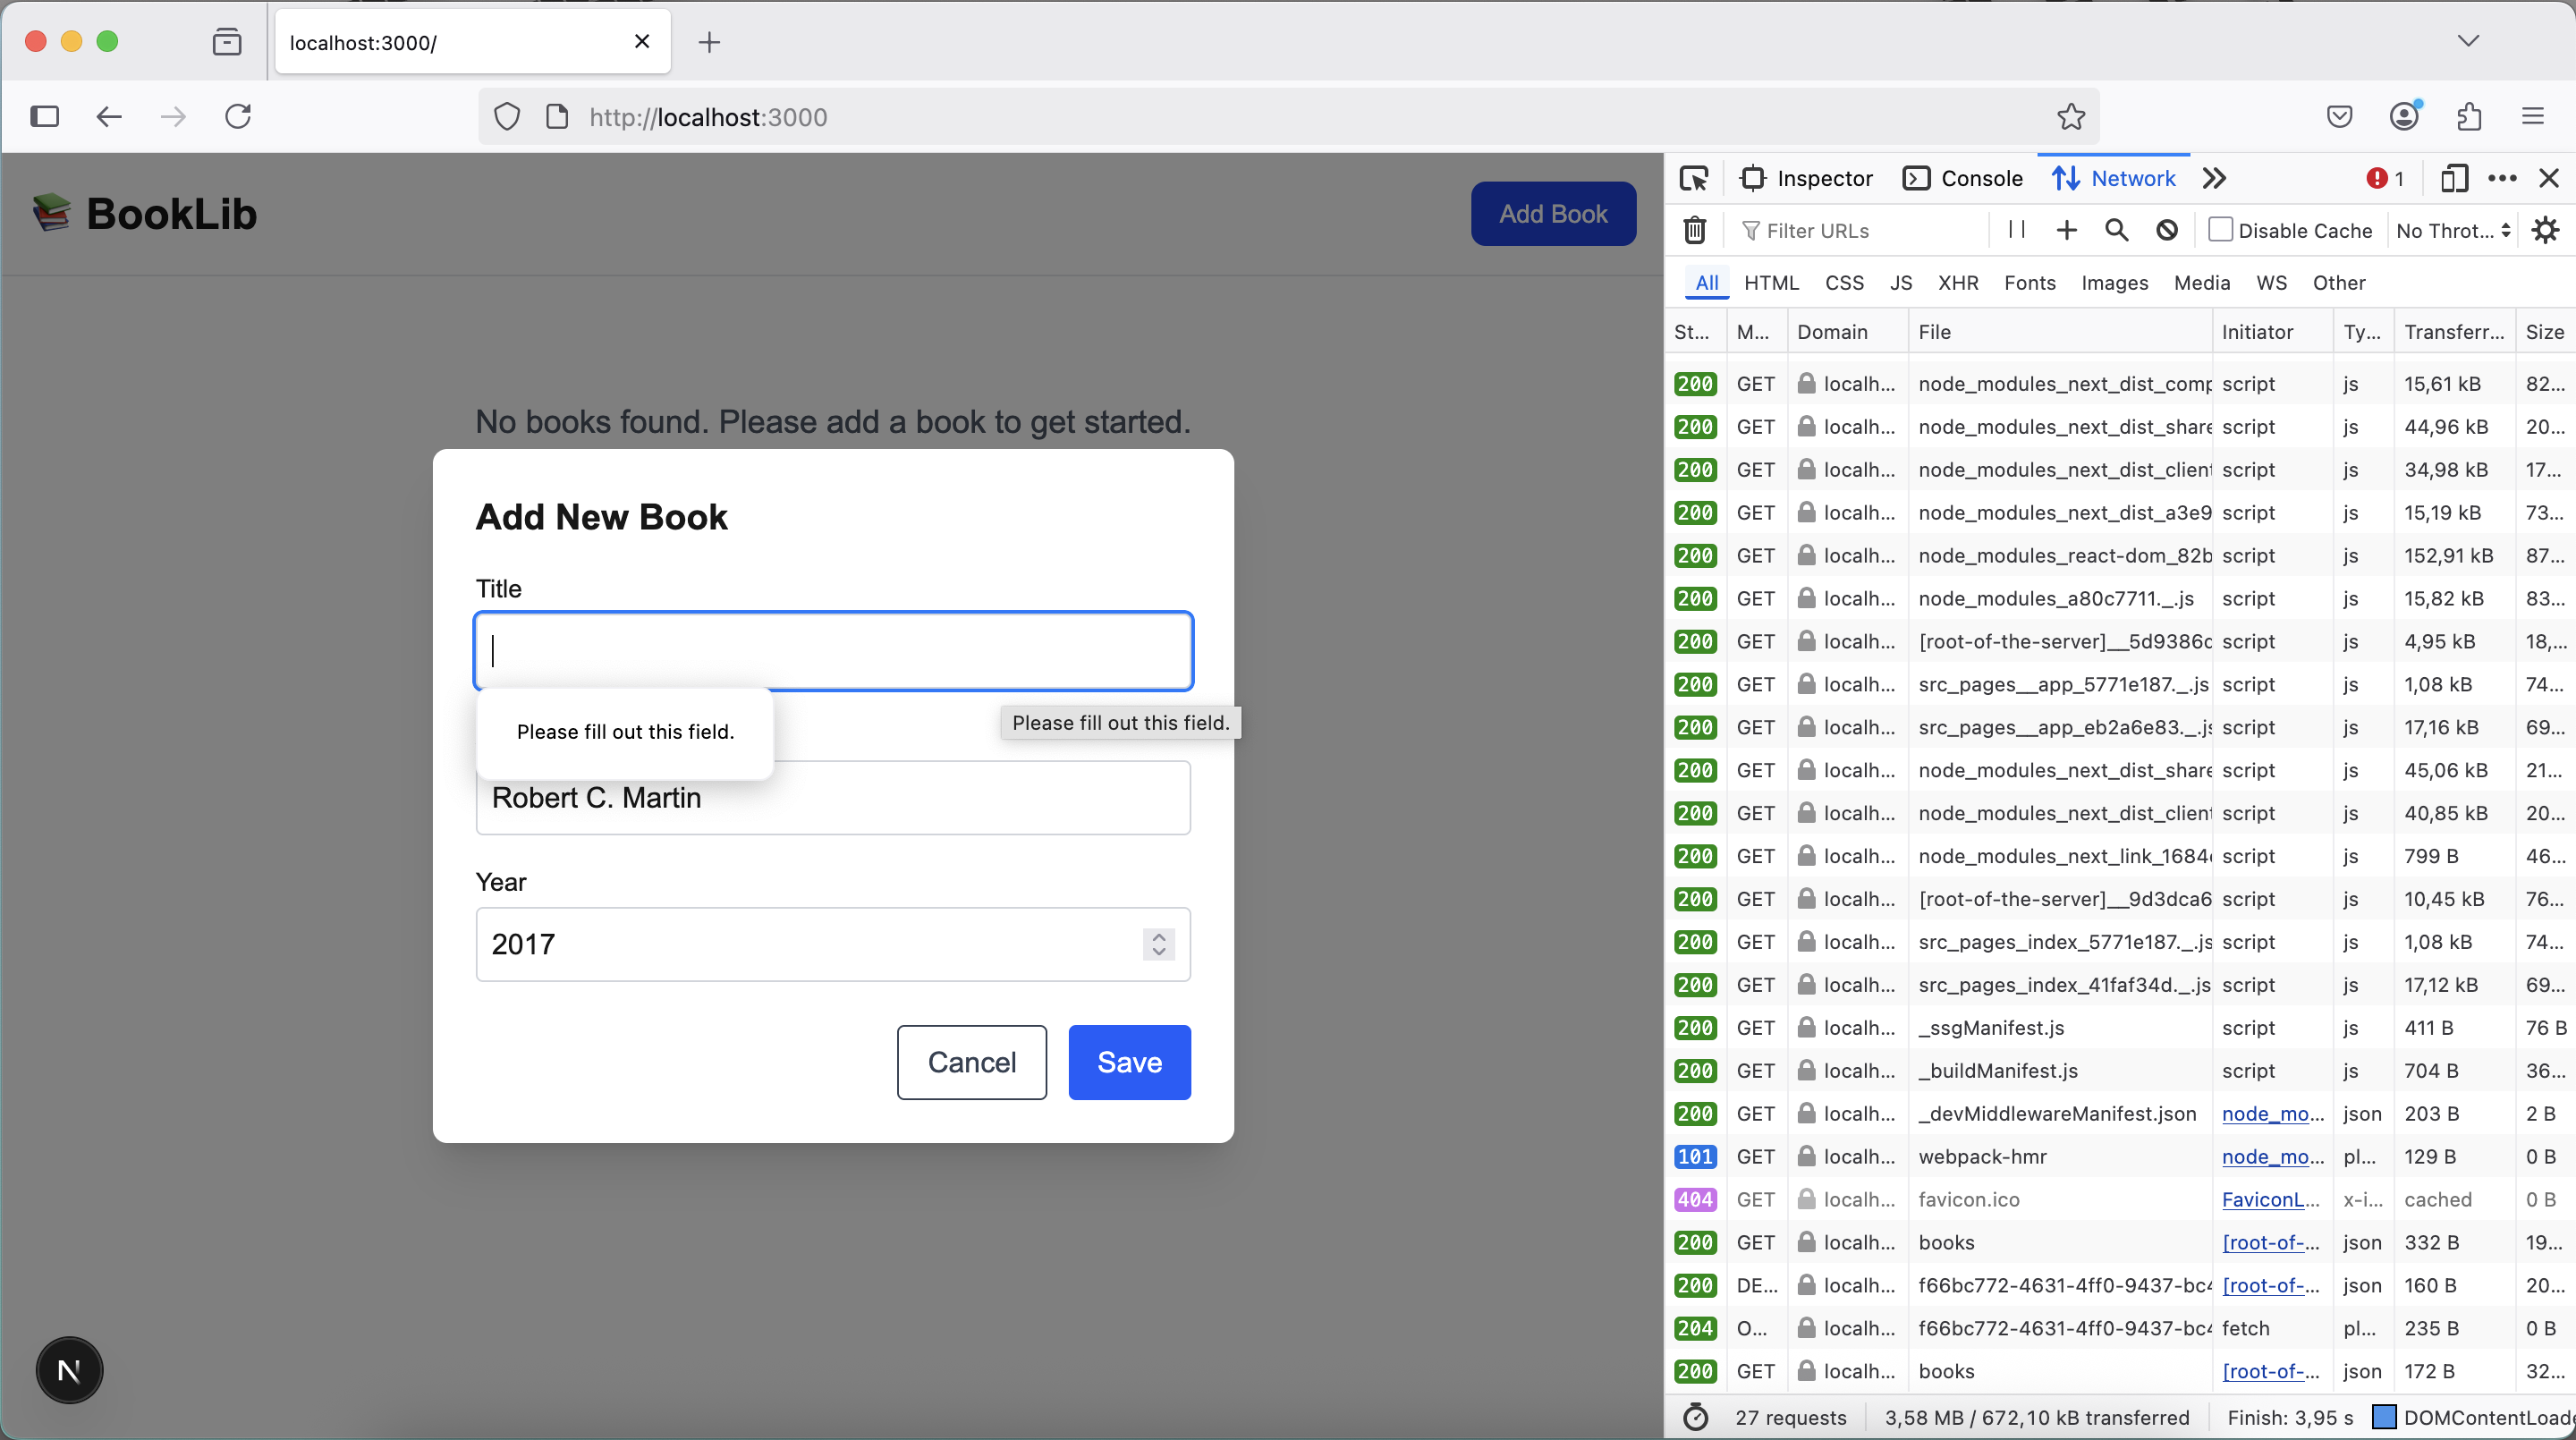 localhost:3000/
http://localhost:3000
📚 BookLib
Add Book
No books found. Please add a book to get started.
Add New Book
Title
Please fill out this field.
Please fill out this field.
Robert C. Martin
Year
2017
Cancel
Save
N
Inspector
Console
Network
1
Filter URLs
Disable Cache
No Throt...
All HTML CSS JS XHR Fonts Images Media WS Other
St... M... Domain File Initiator Ty... Transferr... Size
200 GET localh... node_modules_next_dist_comp script js 15,61 kB 82...
200 GET localh... node_modules_next_dist_share script js 44,96 kB 20...
200 GET localh... node_modules_next_dist_client script js 34,98 kB 17...
200 GET localh... node_modules_next_dist_a3e9 script js 15,19 kB 73...
200 GET localh... node_modules_react-dom_82b script js 152,91 kB 87...
200 GET localh... node_modules_a80c7711._.js script js 15,82 kB 83...
200 GET localh... [root-of-the-server]__5d9386c script js 4,95 kB 18,...
200 GET localh... src_pages__app_5771e187._.js script js 1,08 kB 74...
200 GET localh... src_pages__app_eb2a6e83._.js script js 17,16 kB 69...
200 GET localh... node_modules_next_dist_share script js 45,06 kB 21...
200 GET localh... node_modules_next_dist_client script js 40,85 kB 20...
200 GET localh... node_modules_next_link_1684 script js 799 B 46...
200 GET localh... [root-of-the-server]__9d3dca6 script js 10,45 kB 76...
200 GET localh... src_pages_index_5771e187._.js script js 1,08 kB 74...
200 GET localh... src_pages_index_41faf34d._.js script js 17,12 kB 69...
200 GET localh... _ssgManifest.js script js 411 B 76 B
200 GET localh... _buildManifest.js script js 704 B 36...
200 GET localh... _devMiddlewareManifest.json node_mo... json 203 B 2 B
101 GET localh... webpack-hmr node_mo... pl... 129 B 0 B
404 GET localh... favicon.ico FaviconL... x-i... cached 0 B
200 GET localh... books [root-of-... json 332 B 19...
200 DE... localh... f66bc772-4631-4ff0-9437-bc4 [root-of-... json 160 B 20...
204 O... localh... f66bc772-4631-4ff0-9437-bc4 fetch pl... 235 B 0 B
200 GET localh... books [root-of-... json 172 B 32...
27 requests 3,58 MB / 672,10 kB transferred Finish: 3,95 s DOMContentLoade